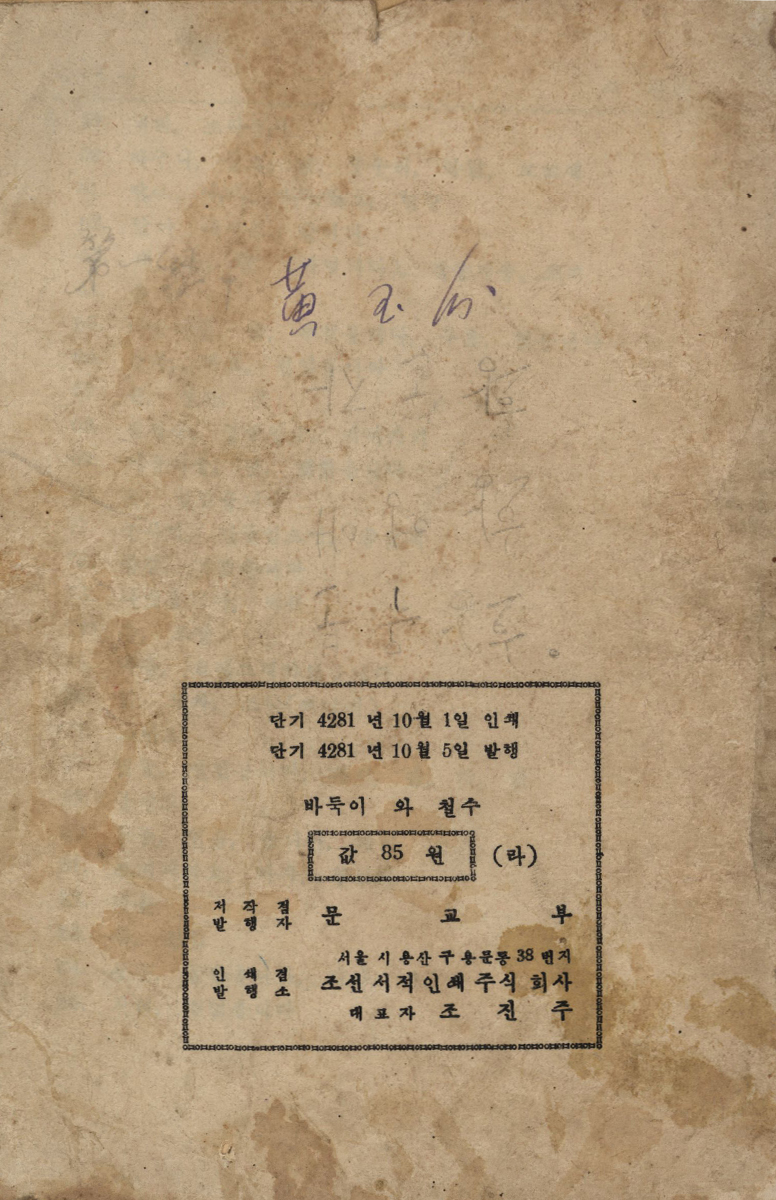 黃玉
단기 4281 년 10월 1일 인쇄
단기 4281 년 10월 5일 발행
바둑이 와 철수
값 85 원 (라)
저작겸
발행자 문교부
서울시 용산구 용문동 38 번지
인쇄겸
발행소 조선서적인쇄주식회사
대표자 조진주